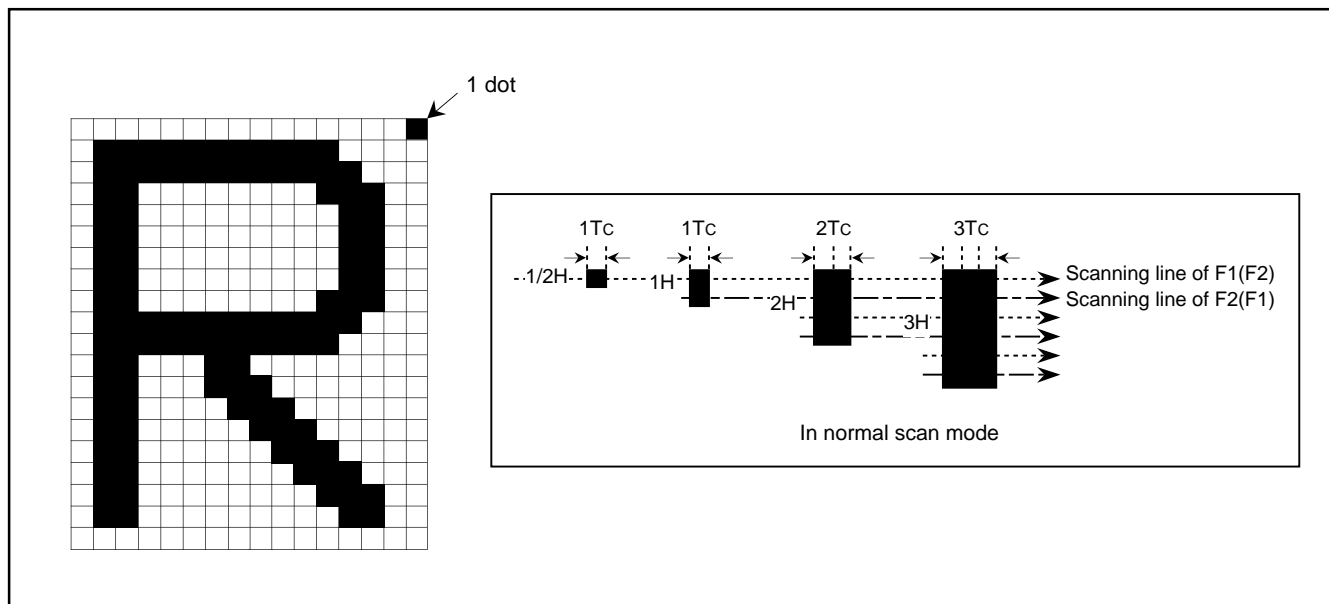 1 dot
1TC 1TC 2TC 3TC
1/2H
1H
2H
3H
Scanning line of F1(F2)
Scanning line of F2(F1)
In normal scan mode